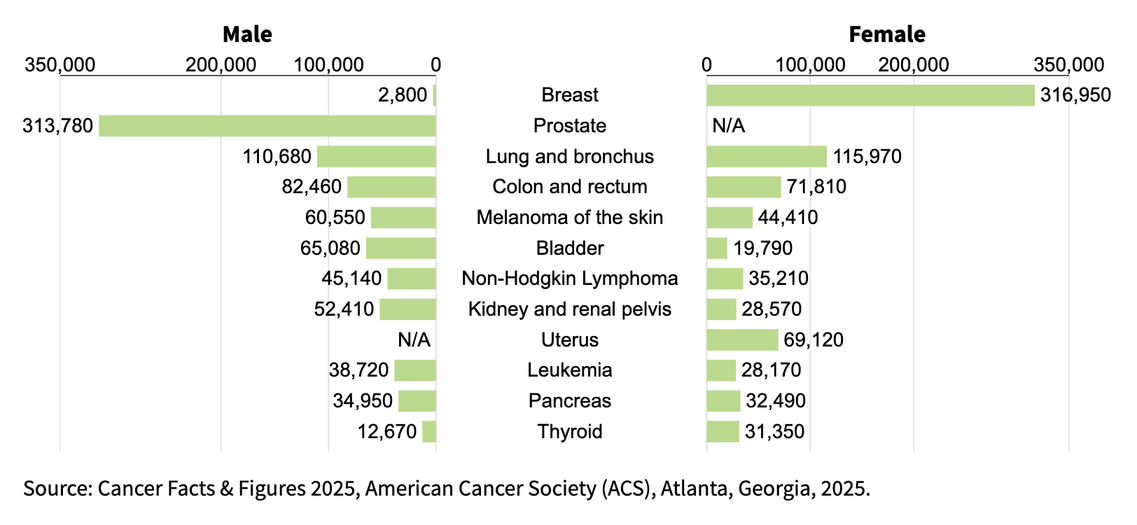 Male Female
350,000 200,000 100,000 0 0 100,000 200,000 350,000
2,800 Breast 316,950
313,780 Prostate N/A
110,680 Lung and bronchus 115,970
82,460 Colon and rectum 71,810
60,550 Melanoma of the skin 44,410
65,080 Bladder 19,790
45,140 Non-Hodgkin Lymphoma 35,210
52,410 Kidney and renal pelvis 28,570
N/A Uterus 69,120
38,720 Leukemia 28,170
34,950 Pancreas 32,490
12,670 Thyroid 31,350
Source: Cancer Facts & Figures 2025, American Cancer Society (ACS), Atlanta, Georgia, 2025.